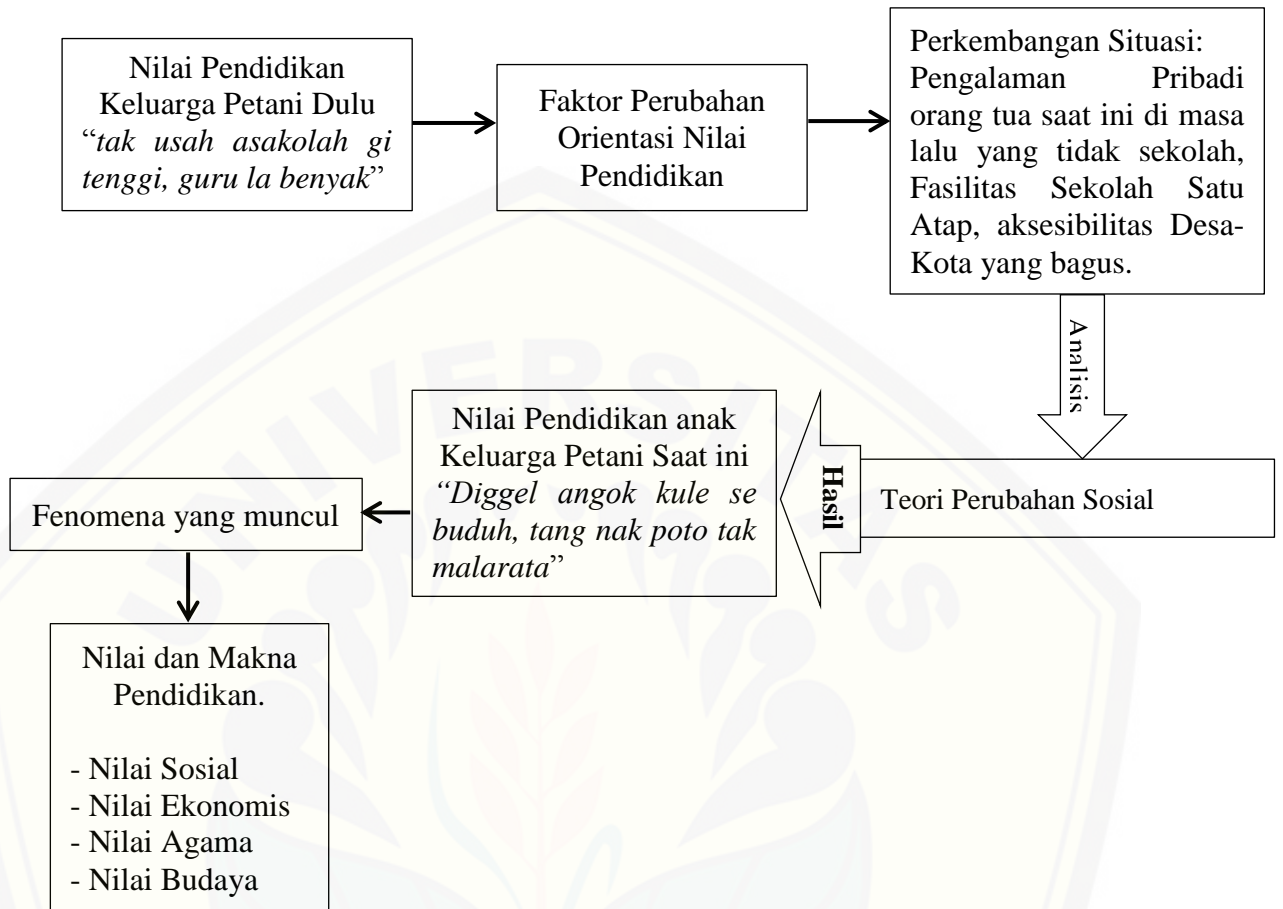 Nilai Pendidikan
Keluarga Petani Dulu
“tak usah asakolah gi
tenggi, guru la benyak”
Faktor Perubahan
Orientasi Nilai
Pendidikan
Perkembangan Situasi:
Pengalaman Pribadi
orang tua saat ini di masa
lalu yang tidak sekolah,
Fasilitas Sekolah Satu
Atap, aksesibilitas Desa-
Kota yang bagus.
Analisis
Teori Perubahan Sosial
Hasil
Nilai Pendidikan anak
Keluarga Petani Saat ini
“Diggel angok kule se
buduh, tang nak poto tak
malarata”
Fenomena yang muncul
Nilai dan Makna
Pendidikan.
- Nilai Sosial
- Nilai Ekonomis
- Nilai Agama
- Nilai Budaya
UNIVERSITAS